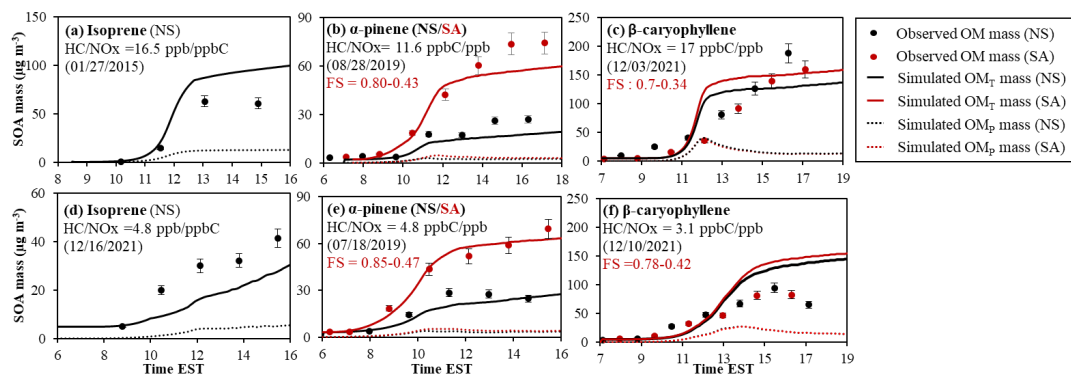 (a) Isoprene (NS)
HC/NOx =16.5 ppb/ppbC
(01/27/2015)
SOA mass (µg m⁻³)
150
100
50
0
8 9 10 11 12 13 14 15 16
(b) α-pinene (NS/SA)
HC/NOx= 11.6 ppbC/ppb
(08/28/2019)
FS = 0.80-0.43
90
60
30
0
6 8 10 12 14 16 18
(c) β-caryophyllene
HC/NOx = 17 ppbC/ppb
(12/03/2021)
FS : 0.7-0.34
250
200
150
100
50
0
7 9 11 13 15 17 19
Observed OM mass (NS)
Observed OM mass (SA)
Simulated OMT mass (NS)
Simulated OMT mass (SA)
Simulated OMP mass (NS)
Simulated OMP mass (SA)
(d) Isoprene (NS)
HC/NOx =4.8 ppb/ppbC
(12/16/2021)
SOA mass (µg m⁻³)
60
40
20
0
6 8 10 12 14 16
Time EST
(e) α-pinene (NS/SA)
HC/NOx = 4.8 ppbC/ppb
(07/18/2019)
FS = 0.85-0.47
90
60
30
0
6 8 10 12 14 16
Time EST
(f) β-caryophyllene
HC/NOx = 3.1 ppbC/ppb
(12/10/2021)
FS =0.78-0.42
250
200
150
100
50
0
7 9 11 13 15 17 19
Time EST